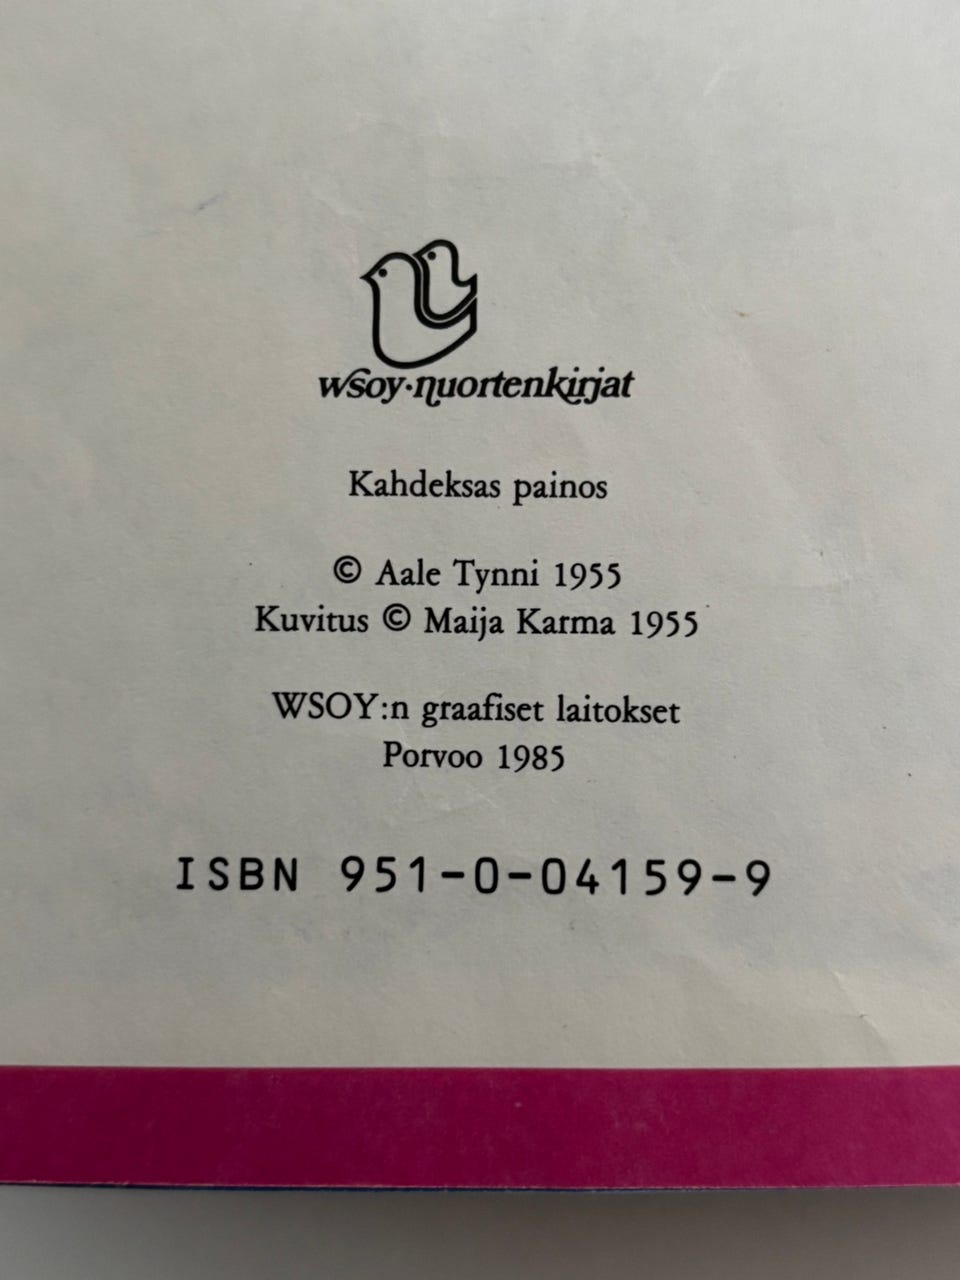 wsoy·nuortenkirjat
Kahdeksas painos
© Aale Tynni 1955
Kuvitus © Maija Karma 1955
WSOY:n graafiset laitokset
Porvoo 1985
ISBN 951-0-04159-9